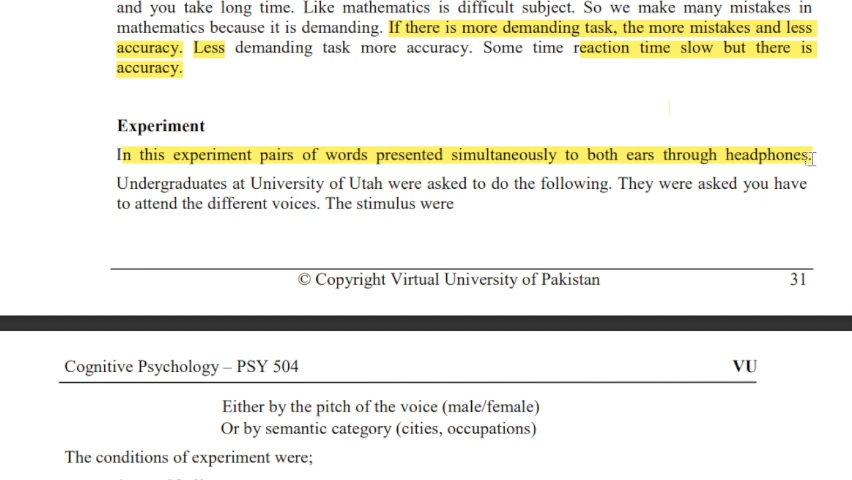 and you take long time. Like mathematics is difficult subject. So we make many mistakes in
mathematics because it is demanding. If there is more demanding task, the more mistakes and less
accuracy. Less demanding task more accuracy. Some time reaction time slow but there is
accuracy.
Experiment
In this experiment pairs of words presented simultaneously to both ears through headphones.
Undergraduates at University of Utah were asked to do the following. They were asked you have
to attend the different voices. The stimulus were
© Copyright Virtual University of Pakistan 31
Cognitive Psychology – PSY 504 VU
Either by the pitch of the voice (male/female)
Or by semantic category (cities, occupations)
The conditions of experiment were;